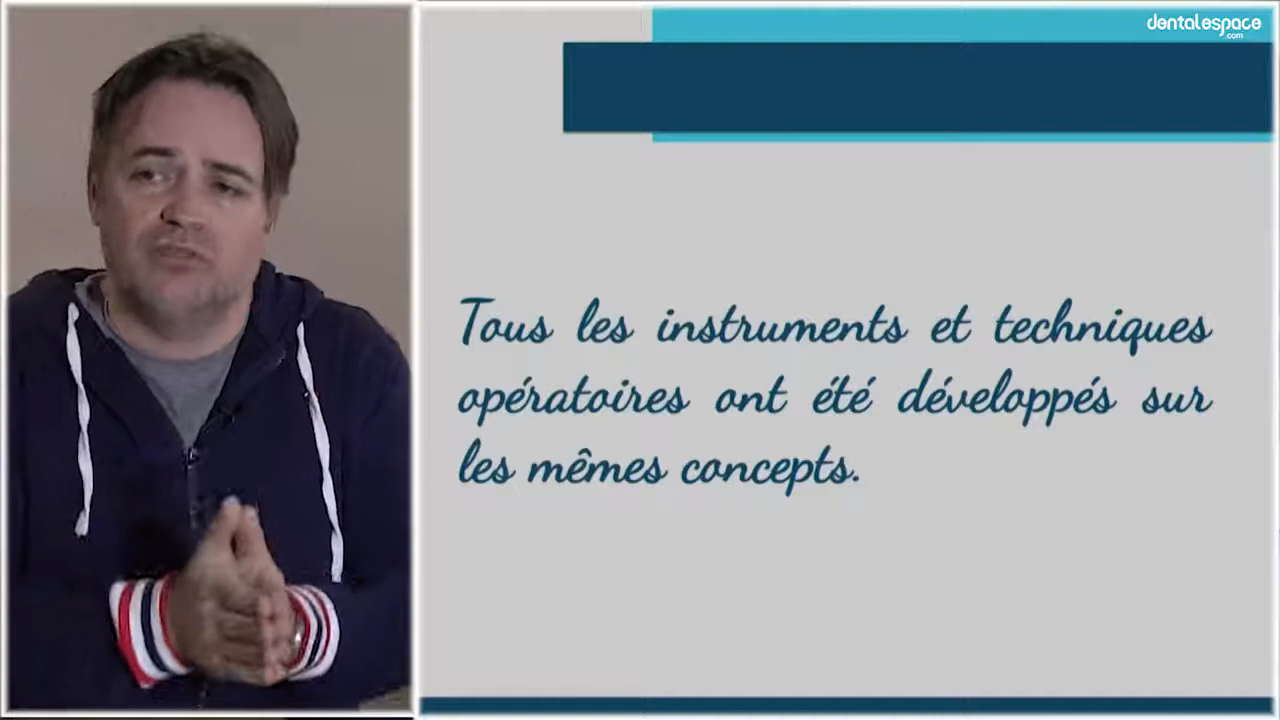 dentalespace
.com
Tous les instruments et techniques
opératoires ont été développés sur
les mêmes concepts.